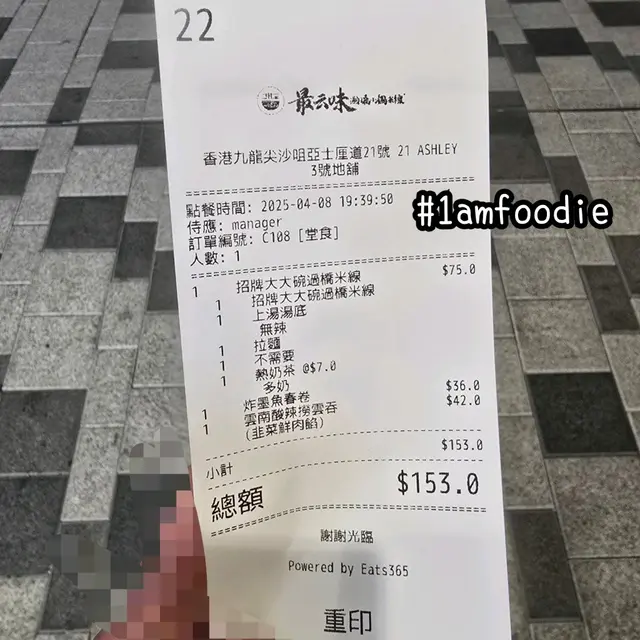 22
最云味
香港九龍尖沙咀亞士厘道21號 21 ASHLEY
3號地舖
點餐時間: 2025-04-08 19:39:50
侍應: manager
訂單編號: C108 [堂食]
人數: 1
#1amfoodie
1 招牌大大碗過橋米線 $75.0
1 招牌大大碗過橋米線
1 上湯湯底
無辣
1 拉麵
1 不需要
1 熱奶茶 @$7.0
多奶
1 炸墨魚春卷 $36.0
1 雲南酸辣撈雲吞 $42.0
(韭菜鮮肉餡)
小計 $153.0
總額 $153.0
謝謝光臨
Powered by Eats365
重印